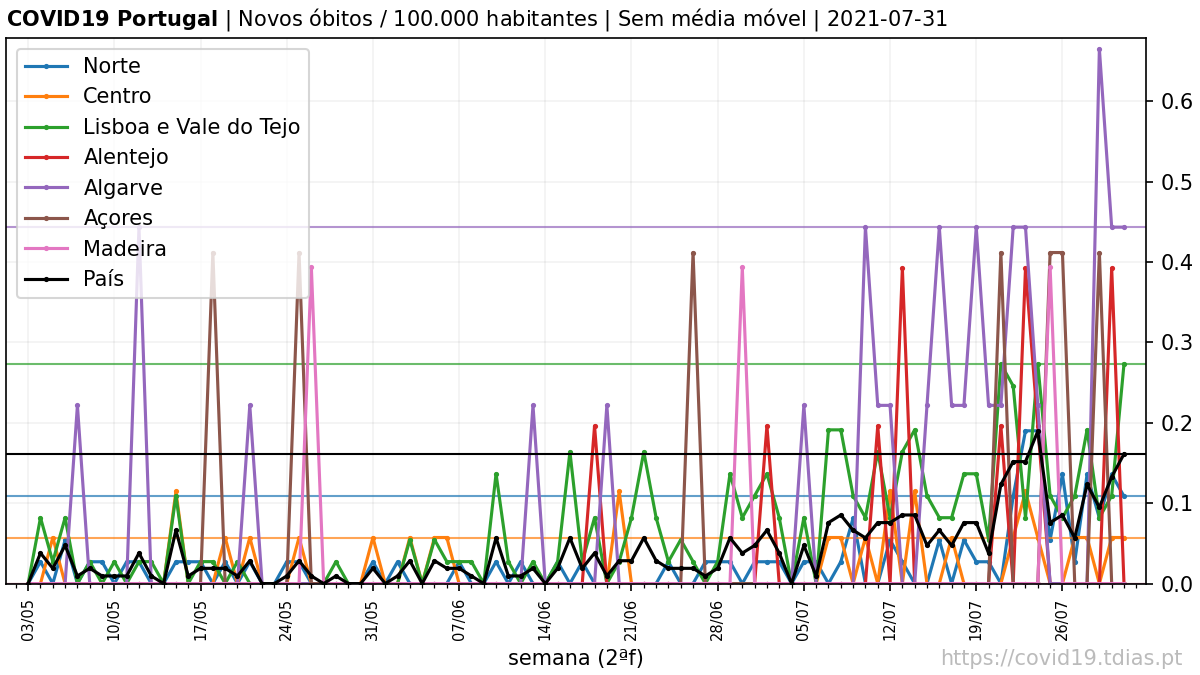 COVID19 Portugal | Novos óbitos / 100.000 habitantes | Sem média móvel | 2021-07-31
Norte
Centro
Lisboa e Vale do Tejo
Alentejo
Algarve
Açores
Madeira
País
0.6
0.5
0.4
0.3
0.2
0.1
0.0
03/05 10/05 17/05 24/05 31/05 07/06 14/06 21/06 28/06 05/07 12/07 19/07 26/07
semana (2ªf)
https://covid19.tdias.pt